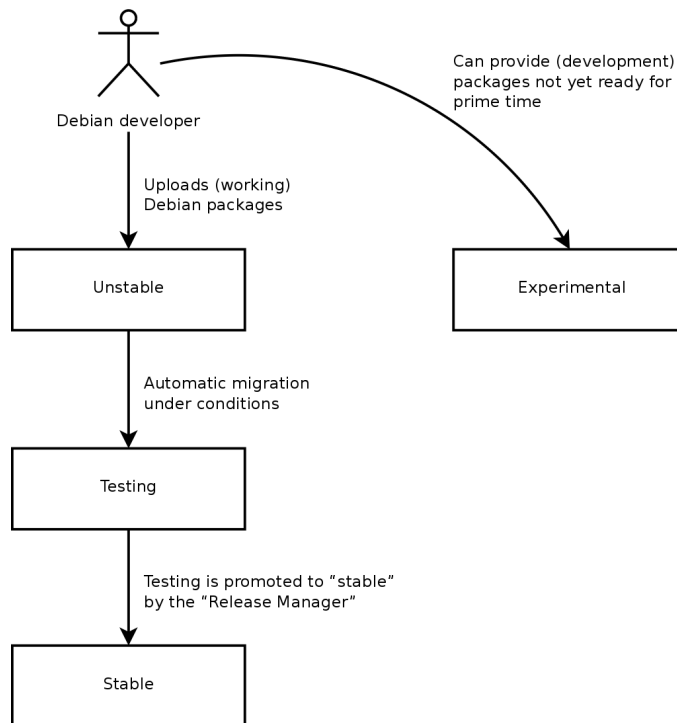 Can provide (development)
packages not yet ready for
prime time
Debian developer
Uploads (working)
Debian packages
Unstable
Experimental
Automatic migration
under conditions
Testing
Testing is promoted to “stable”
by the “Release Manager”
Stable